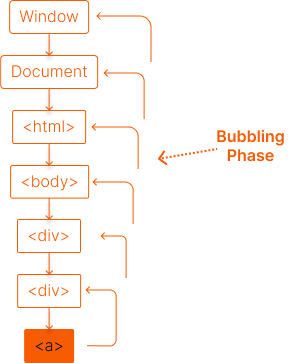 Window
Document
<html>
Bubbling
Phase
<body>
<div>
<div>
<a>